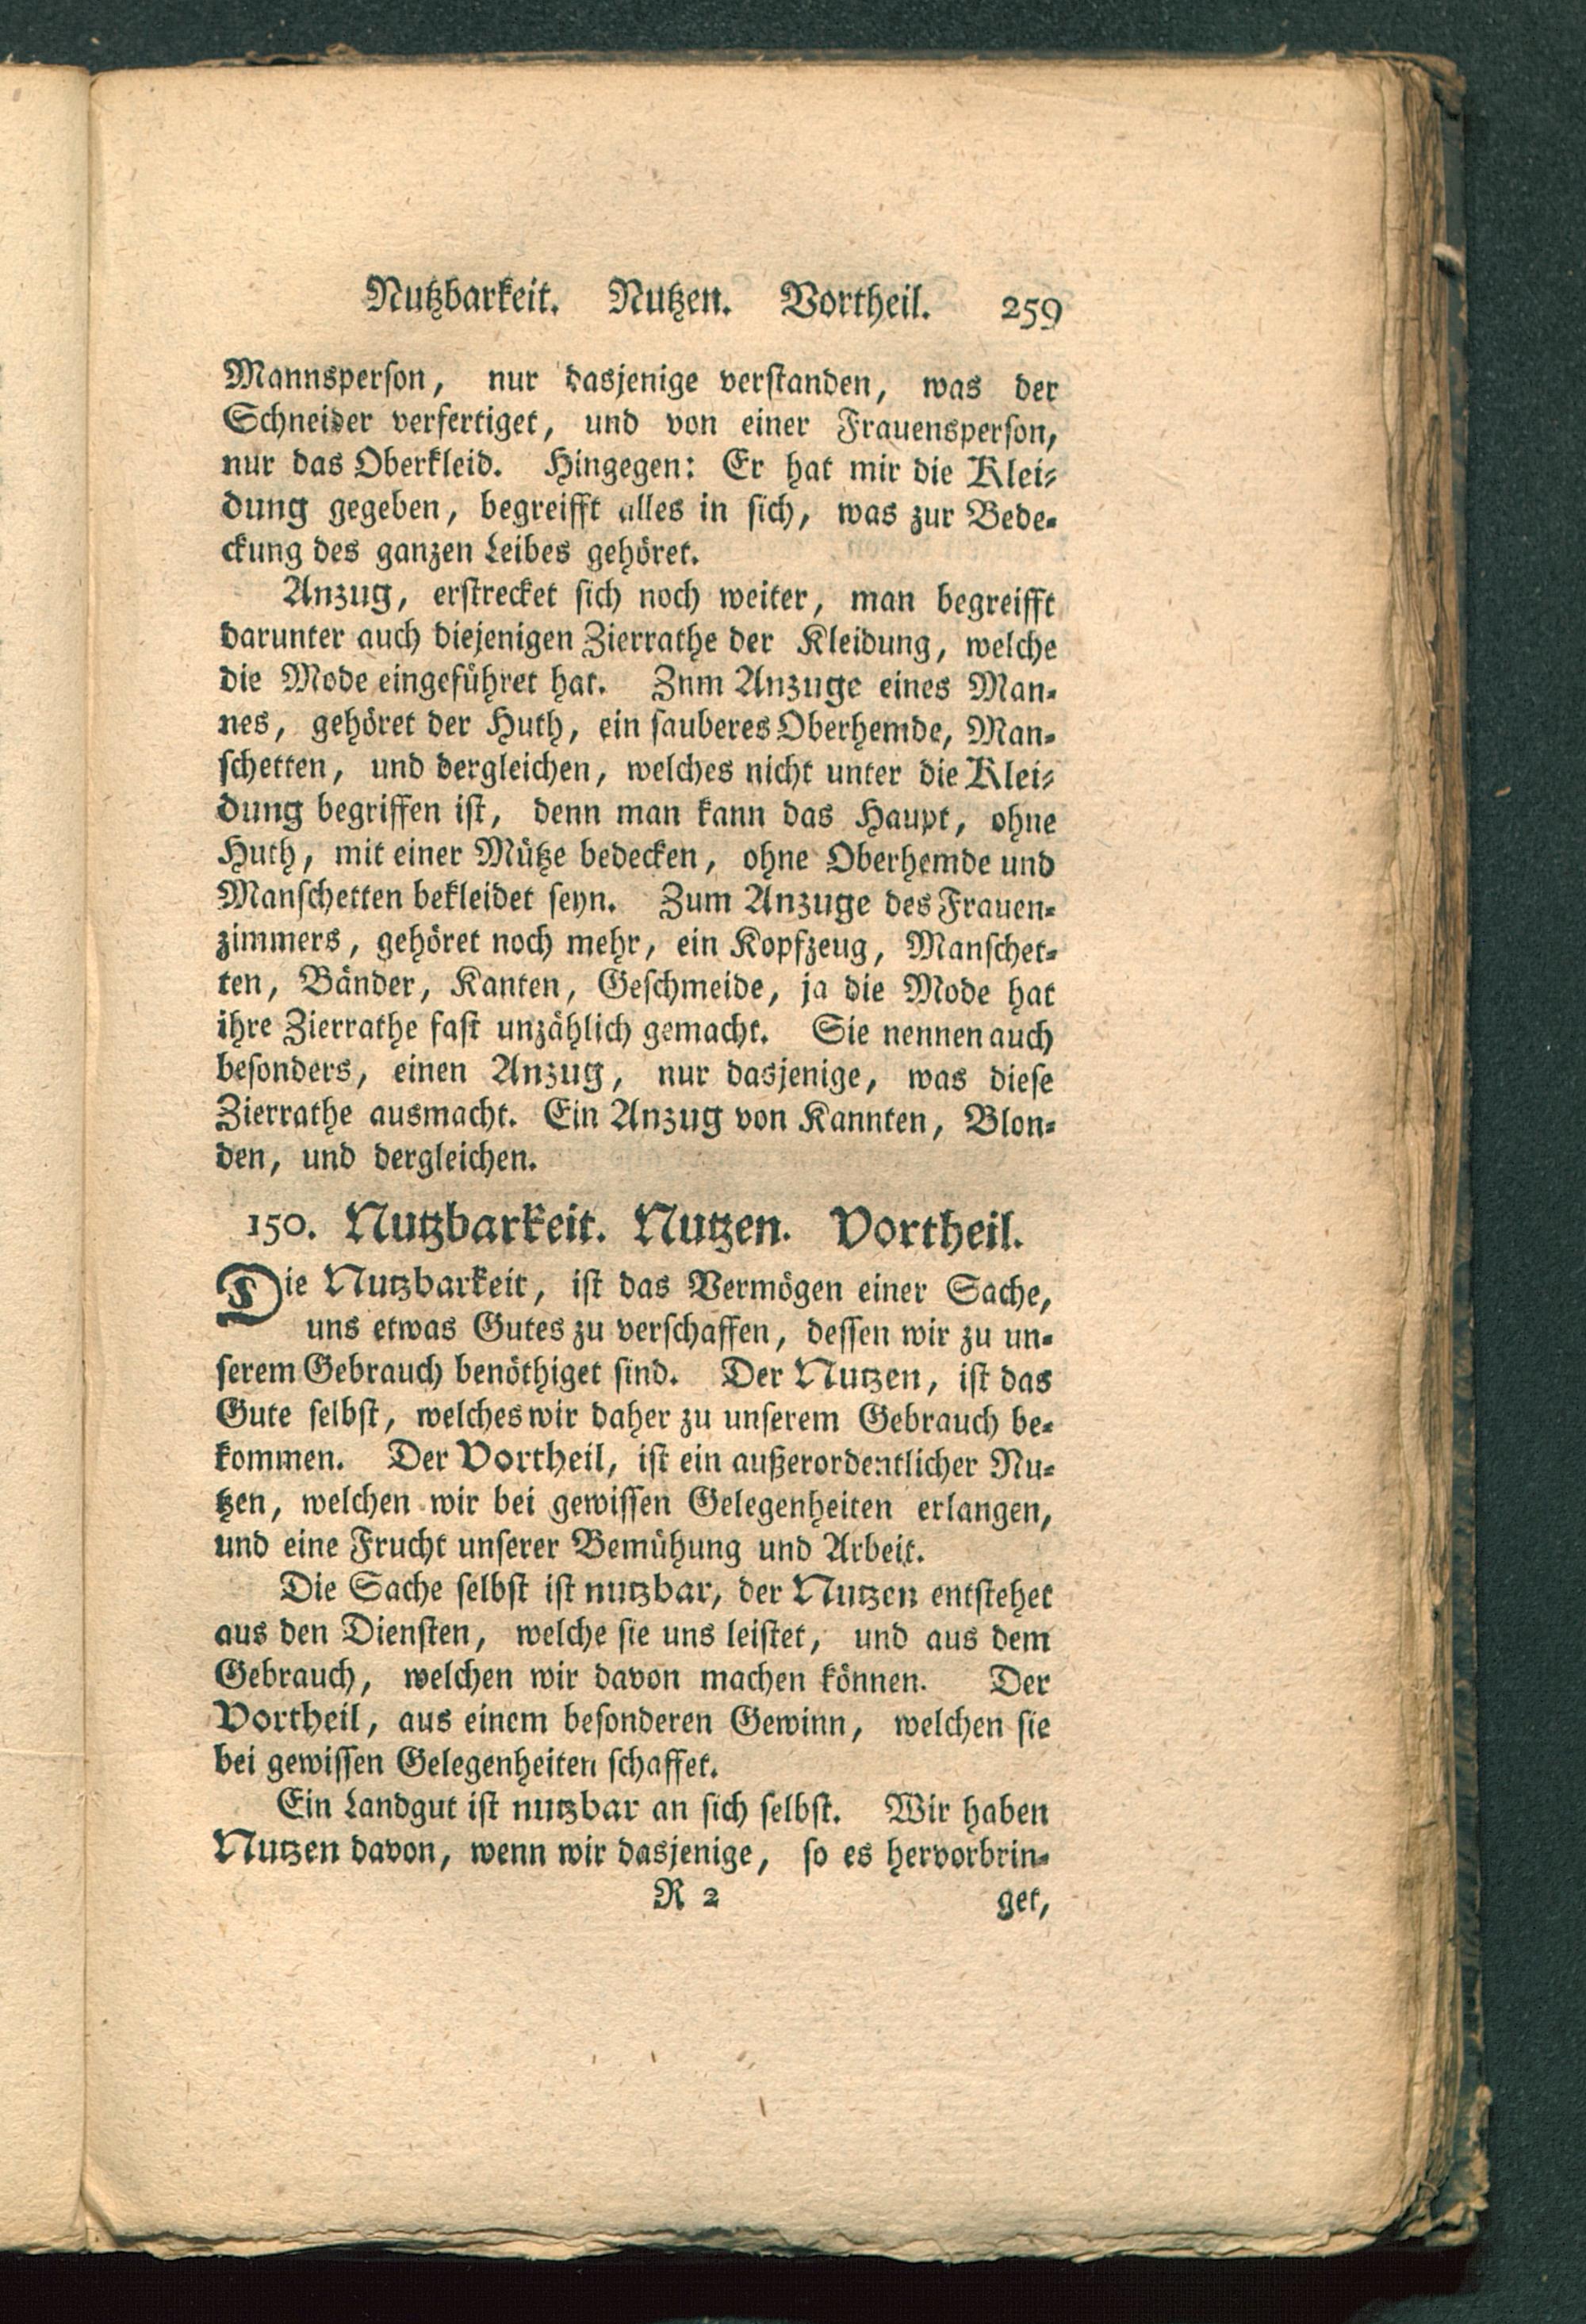 Nutzbarkeit. Nutzen. Vortheil. 259
Mannsperson, nur dasjenige verstanden, was der
Schneider verfertiget, und von einer Frauensperson,
nur das Oberkleid. Hingegen: Er hat mir die Klei-
dung gegeben, begreifft alles in sich, was zur Bede-
ckung des ganzen Leibes gehöret.
Anzug, erstrecket sich noch weiter, man begreifft
darunter auch diejenigen Zierrathe der Kleidung, welche
die Mode eingeführet hat. Znm Anzuge eines Man-
nes, gehöret der Huth, ein sauberes Oberhemde, Man-
schetten, und dergleichen, welches nicht unter die Klei-
dung begriffen ist, denn man kann das Haupt, ohne
Huth, mit einer Mütze bedecken, ohne Oberhemde und
Manschetten bekleidet seyn. Zum Anzuge des Frauen-
zimmers, gehöret noch mehr, ein Kopfzeug, Manschet-
ten, Bänder, Kanten, Geschmeide, ja die Mode hat
ihre Zierrathe fast unzählich gemacht. Sie nennen auch
besonders, einen Anzug, nur dasjenige, was diese
Zierrathe ausmacht. Ein Anzug von Kannten, Blon-
den, und dergleichen.
150. Nutzbarkeit. Nutzen. Vortheil.
Die Nutzbarkeit, ist das Vermögen einer Sache,
uns etwas Gutes zu verschaffen, dessen wir zu un-
serem Gebrauch benöthiget sind. Der Nutzen, ist das
Gute selbst, welches wir daher zu unserem Gebrauch be-
kommen. Der Vortheil, ist ein außerordentlicher Nu-
tzen, welchen wir bei gewissen Gelegenheiten erlangen,
und eine Frucht unserer Bemühung und Arbeit.
Die Sache selbst ist nutzbar, der Nutzen entstehet
aus den Diensten, welche sie uns leistet, und aus dem
Gebrauch, welchen wir davon machen können. Der
Vortheil, aus einem besonderen Gewinn, welchen sie
bei gewissen Gelegenheiten schaffet.
Ein Landgut ist nutzbar an sich selbst. Wir haben
Nutzen davon, wenn wir dasjenige, so es hervorbrin-
R 2 get,